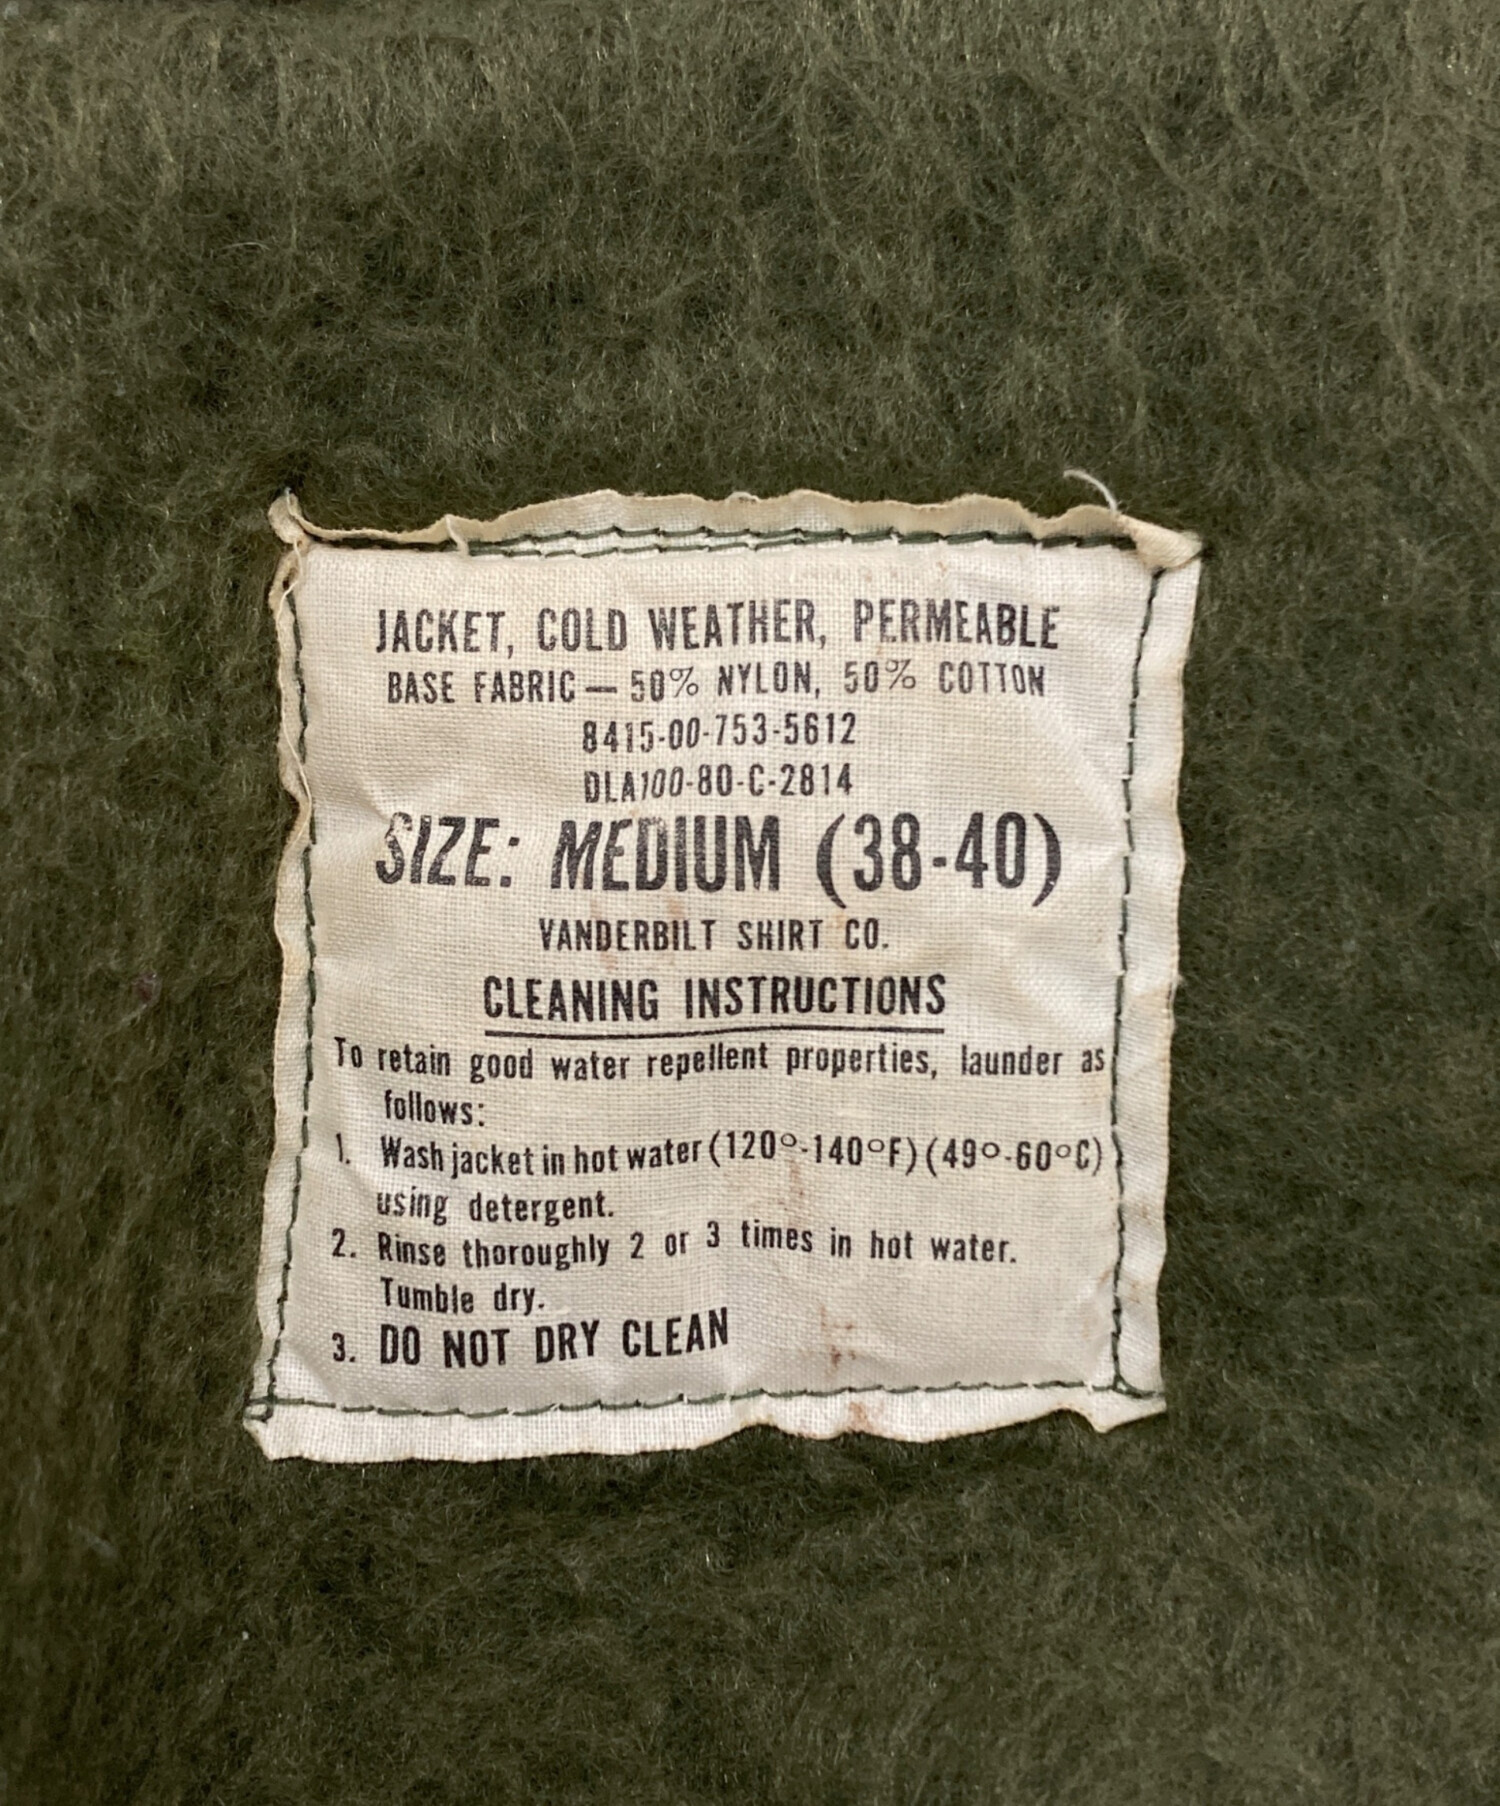 JACKET, COLD WEATHER, PERMEABLE
BASE FABRIC — 50% NYLON, 50% COTTON
8415-00-753-5612
DLA100-80-C-2814
SIZE: MEDIUM (38-40)
VANDERBILT SHIRT CO.
CLEANING INSTRUCTIONS
To retain good water repellent properties, launder as
follows:
1. Wash jacket in hot water (120°-140°F) (49°-60°C)
using detergent.
2. Rinse thoroughly 2 or 3 times in hot water.
Tumble dry.
3. DO NOT DRY CLEAN